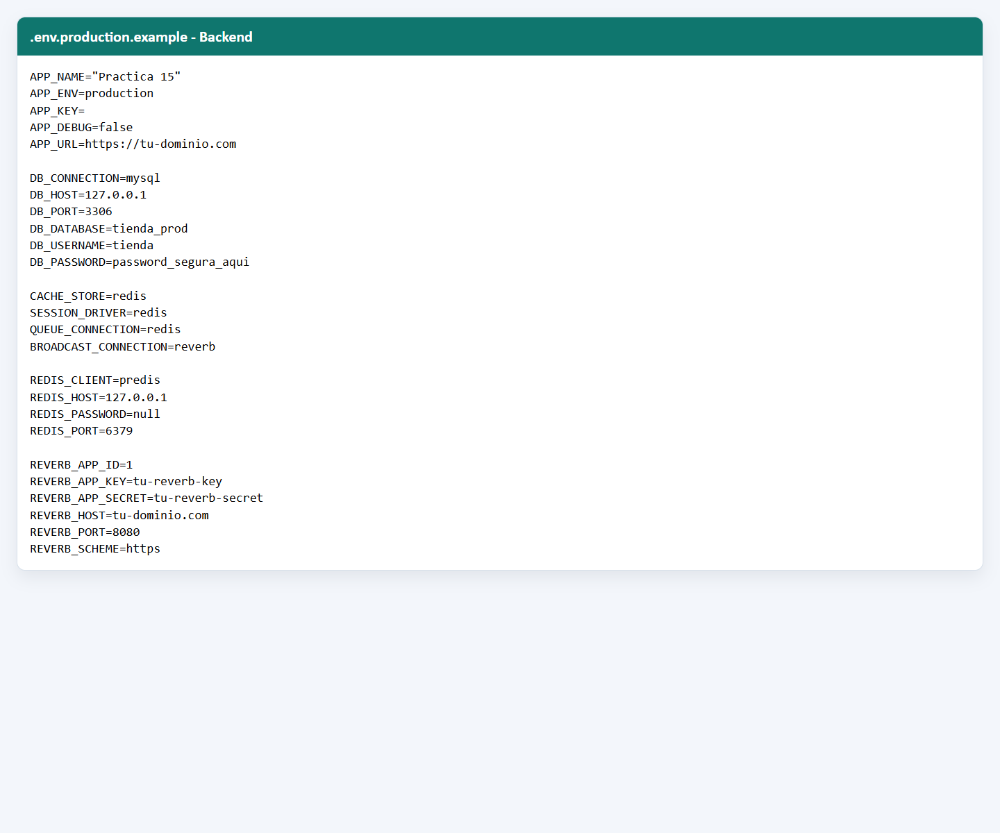 .env.production.example - Backend
APP_NAME="Practica 15"
APP_ENV=production
APP_KEY=
APP_DEBUG=false
APP_URL=https://tu-dominio.com
DB_CONNECTION=mysql
DB_HOST=127.0.0.1
DB_PORT=3306
DB_DATABASE=tienda_prod
DB_USERNAME=tienda
DB_PASSWORD=password_segura_aqui
CACHE_STORE=redis
SESSION_DRIVER=redis
QUEUE_CONNECTION=redis
BROADCAST_CONNECTION=reverb
REDIS_CLIENT=predis
REDIS_HOST=127.0.0.1
REDIS_PASSWORD=null
REDIS_PORT=6379
REVERB_APP_ID=1
REVERB_APP_KEY=tu-reverb-key
REVERB_APP_SECRET=tu-reverb-secret
REVERB_HOST=tu-dominio.com
REVERB_PORT=8080
REVERB_SCHEME=https